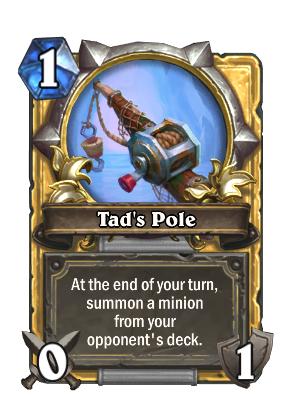 1
Tad's Pole
At the end of your turn,
summon a minion
from your
opponent's deck.
0
1